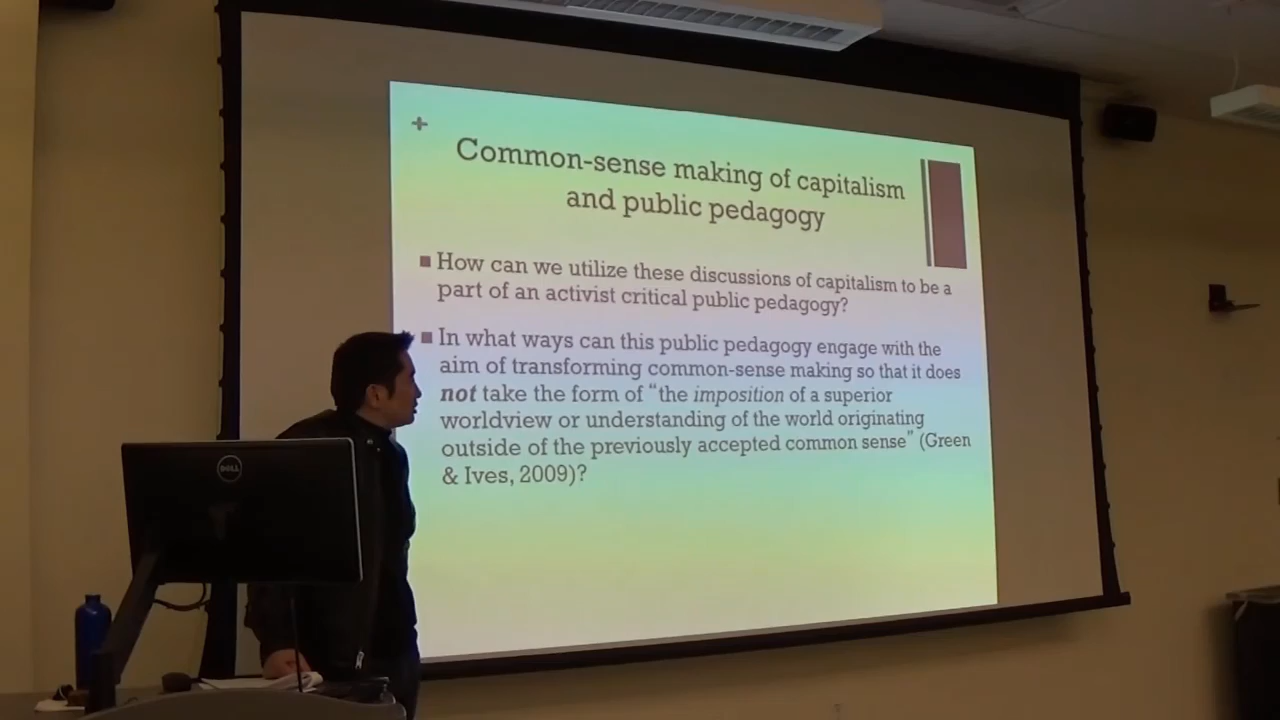 +
Common-sense making of capitalism
and public pedagogy
■ How can we utilize these discussions of capitalism to be a
part of an activist critical public pedagogy?
■ In what ways can this public pedagogy engage with the
aim of transforming common-sense making so that it does
not take the form of “the imposition of a superior
worldview or understanding of the world originating
outside of the previously accepted common sense” (Green
& Ives, 2009)?
DELL